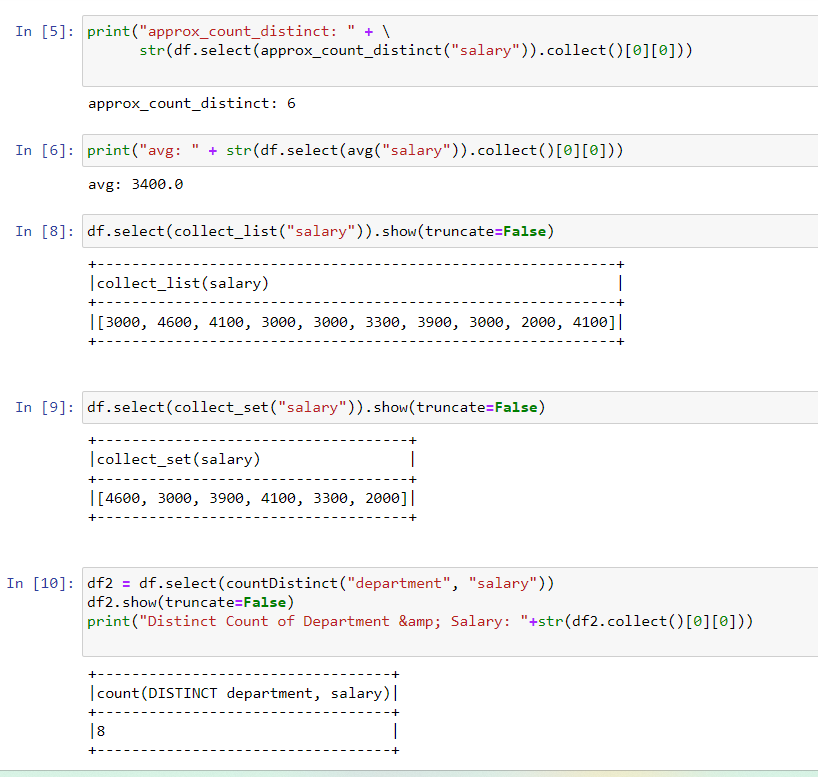 In [5]: print("approx_count_distinct: " + \
str(df.select(approx_count_distinct("salary")).collect()[0][0]))
approx_count_distinct: 6
In [6]: print("avg: " + str(df.select(avg("salary")).collect()[0][0]))
avg: 3400.0
In [8]: df.select(collect_list("salary")).show(truncate=False)
+------------------------------------------------------------+
|collect_list(salary)                                        |
+------------------------------------------------------------+
|[3000, 4600, 4100, 3000, 3000, 3300, 3900, 3000, 2000, 4100]|
+------------------------------------------------------------+
In [9]: df.select(collect_set("salary")).show(truncate=False)
+------------------------------------+
|collect_set(salary)                 |
+------------------------------------+
|[4600, 3000, 3900, 4100, 3300, 2000]|
+------------------------------------+
In [10]: df2 = df.select(countDistinct("department", "salary"))
df2.show(truncate=False)
print("Distinct Count of Department &amp; Salary: "+str(df2.collect()[0][0]))
+----------------------------------+
|count(DISTINCT department, salary)|
+----------------------------------+
|8                                 |
+----------------------------------+